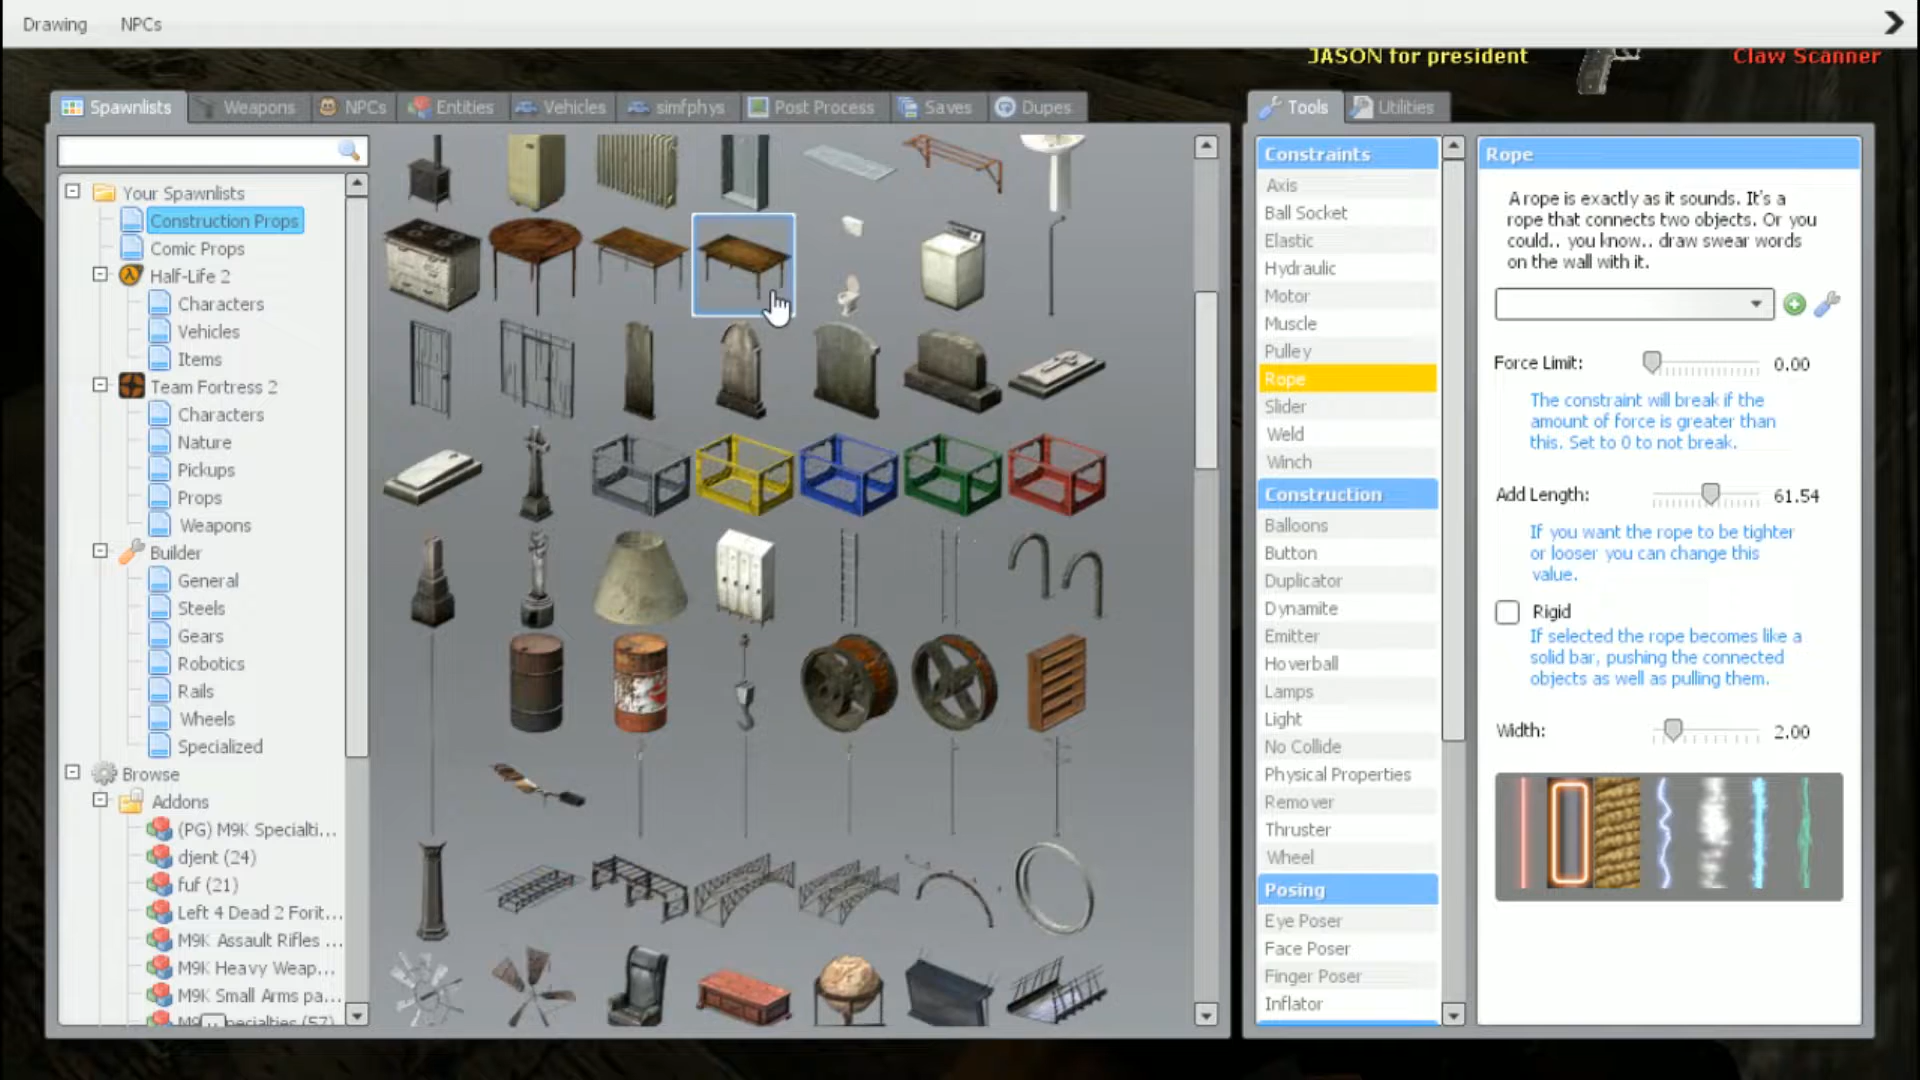 Drawing NPCs
JASON for president Claw Scanner
Spawnlists Weapons NPCs Entities Vehicles simfphys Post Process Saves Dupes
Tools Utilities
Your Spawnlists
Construction Props
Comic Props
Half-Life 2
Characters
Vehicles
Items
Team Fortress 2
Characters
Nature
Pickups
Props
Weapons
Builder
General
Steels
Gears
Robotics
Rails
Wheels
Specialized
Browse
Addons
(PG) M9K Specialti...
djent (24)
fuf (21)
Left 4 Dead 2 Forit...
M9K Assault Rifles ...
M9K Heavy Weap...
M9K Small Arms pa...
Constraints
Axis
Ball Socket
Elastic
Hydraulic
Motor
Muscle
Pulley
Rope
Slider
Weld
Winch
Construction
Balloons
Button
Duplicator
Dynamite
Emitter
Hoverball
Lamps
Light
No Collide
Physical Properties
Remover
Thruster
Wheel
Posing
Eye Poser
Face Poser
Finger Poser
Inflator
Rope
A rope is exactly as it sounds. It's a
rope that connects two objects. Or you
could.. you know.. draw swear words
on the wall with it.
Force Limit: 0.00
The constraint will break if the
amount of force is greater than
this. Set to 0 to not break.
Add Length: 61.54
If you want the rope to be tighter
or looser you can change this
value.
Rigid
If selected the rope becomes like a
solid bar, pushing the connected
objects as well as pulling them.
Width: 2.00